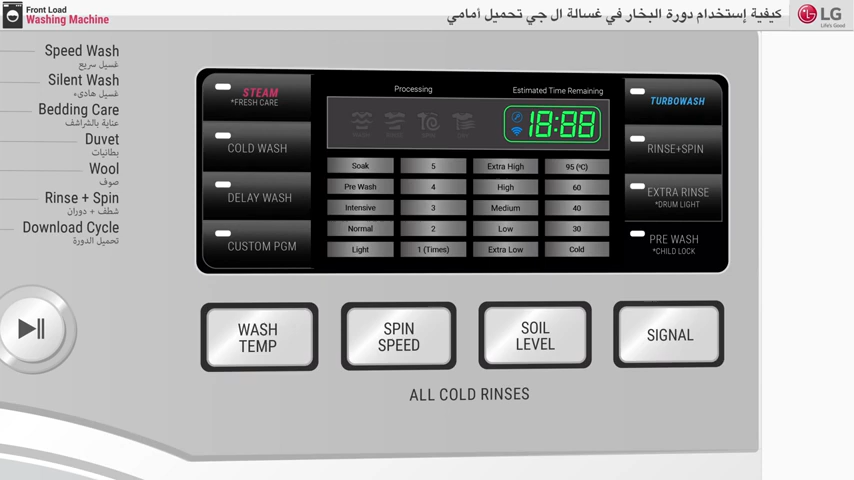 Front Load
Washing Machine
كيفية إستخدام دورة البخار في غسالة ال جي تحميل أمامي
LG
Life's Good
Speed Wash
غسيل سريع
Silent Wash
غسيل هادىء
Bedding Care
عناية بالشراشف
Duvet
بطانيات
Wool
صوف
Rinse + Spin
شطف + دوران
Download Cycle
تحميل الدورة
STEAM
*FRESH CARE
COLD WASH
DELAY WASH
CUSTOM PGM
Processing
Estimated Time Remaining
18:88
Soak 5 Extra High 95 (ºC)
Pre Wash 4 High 60
Intensive 3 Medium 40
Normal 2 Low 30
Light 1 (Times) Extra Low Cold
TURBOWASH
RINSE+SPIN
EXTRA RINSE
*DRUM LIGHT
PRE WASH
*CHILD LOCK
WASH
TEMP
SPIN
SPEED
SOIL
LEVEL
SIGNAL
ALL COLD RINSES